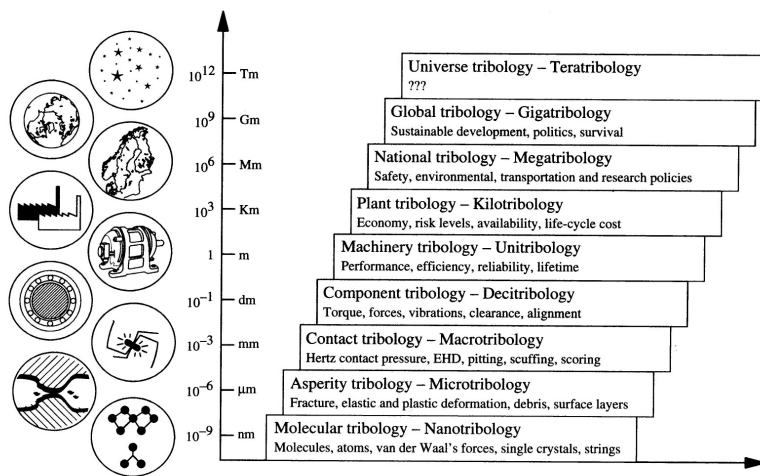 10¹² Tm
Universe tribology – Teratribology
???
10⁹ Gm
Global tribology – Gigatribology
Sustainable development, politics, survival
10⁶ Mm
National tribology – Megatribology
Safety, environmental, transportation and research policies
10³ Km
Plant tribology – Kilotribology
Economy, risk levels, availability, life-cycle cost
1 m
Machinery tribology – Unitribology
Performance, efficiency, reliability, lifetime
10⁻¹ dm
Component tribology – Decitribology
Torque, forces, vibrations, clearance, alignment
10⁻³ mm
Contact tribology – Macrotribology
Hertz contact pressure, EHD, pitting, scuffing, scoring
10⁻⁶ μm
Asperity tribology – Microtribology
Fracture, elastic and plastic deformation, debris, surface layers
10⁻⁹ nm
Molecular tribology – Nanotribology
Molecules, atoms, van der Waal's forces, single crystals, strings